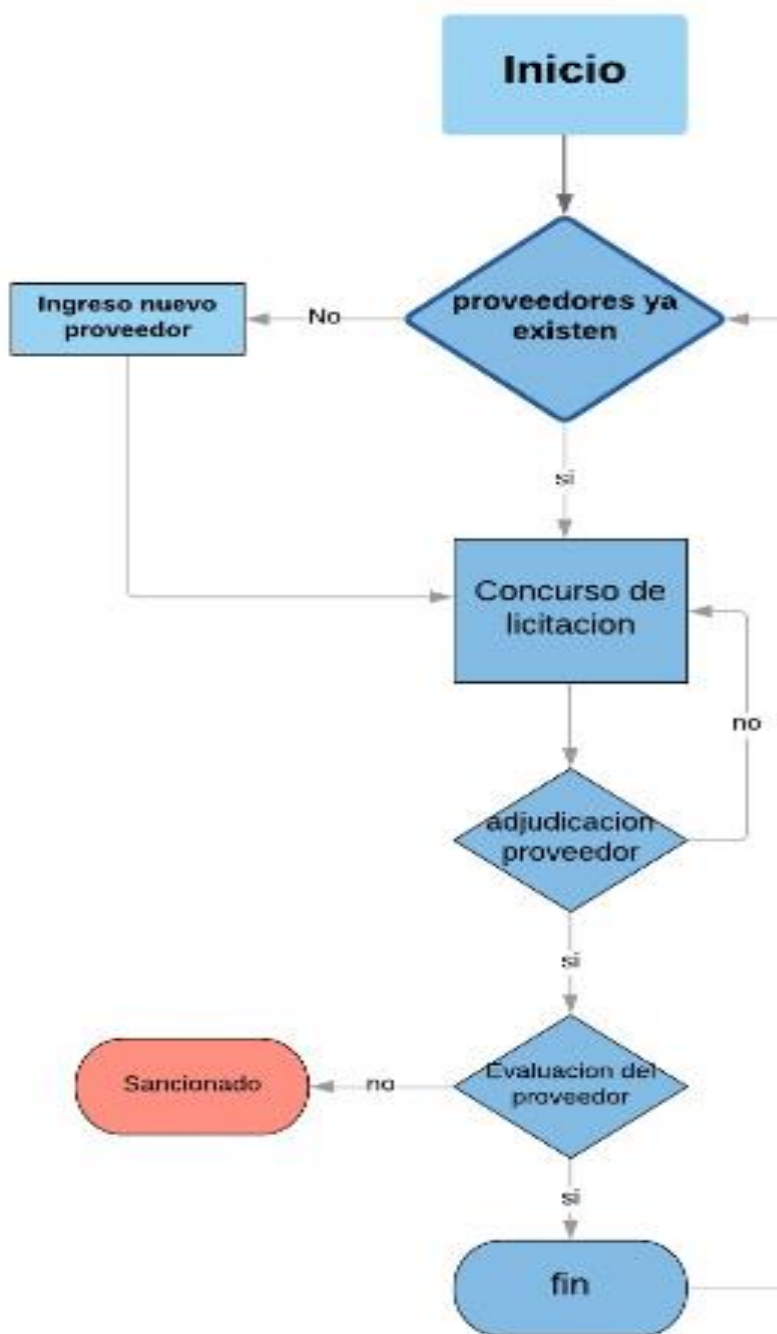 Inicio
proveedores ya
existen
No
Ingreso nuevo
proveedor
si
Concurso de
licitacion
no
adjudicacion
proveedor
si
Evaluacion del
proveedor
no
Sancionado
si
fin